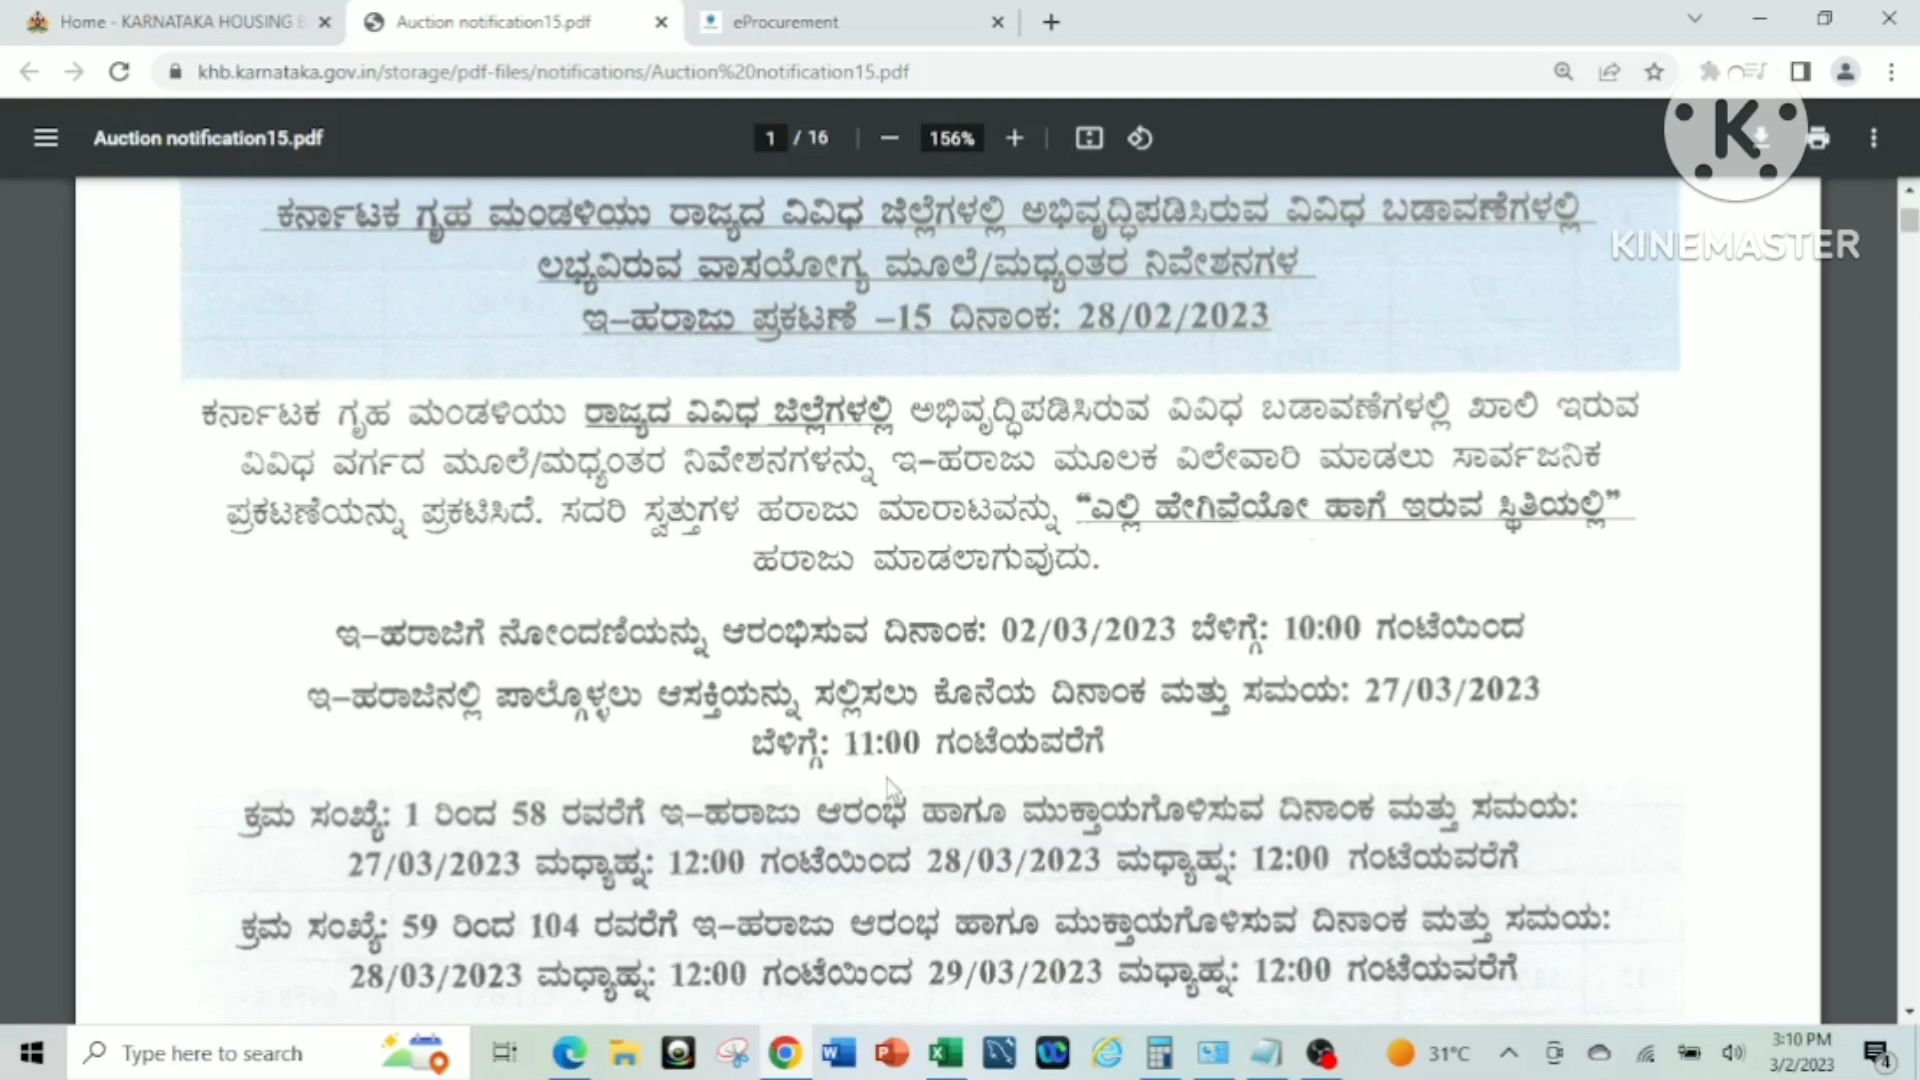 Home - KARNATAKA HOUSING B
Auction notification15.pdf
eProcurement
khb.karnataka.gov.in/storage/pdf-files/notifications/Auction%20notification15.pdf
Auction notification15.pdf
1 / 16
156%
KINEMASTER
ಕರ್ನಾಟಕ ಗೃಹ ಮಂಡಳಿಯು ರಾಜ್ಯದ ವಿವಿಧ ಜಿಲ್ಲೆಗಳಲ್ಲಿ ಅಭಿವೃದ್ಧಿಪಡಿಸಿರುವ ವಿವಿಧ ಬಡಾವಣೆಗಳಲ್ಲಿ
ಲಭ್ಯವಿರುವ ವಾಸಯೋಗ್ಯ ಮೂಲೆ/ಮಧ್ಯಂತರ ನಿವೇಶನಗಳ
ಇ-ಹರಾಜು ಪ್ರಕಟಣೆ -15 ದಿನಾಂಕ: 28/02/2023
ಕರ್ನಾಟಕ ಗೃಹ ಮಂಡಳಿಯು ರಾಜ್ಯದ ವಿವಿಧ ಜಿಲ್ಲೆಗಳಲ್ಲಿ ಅಭಿವೃದ್ಧಿಪಡಿಸಿರುವ ವಿವಿಧ ಬಡಾವಣೆಗಳಲ್ಲಿ ಖಾಲಿ ಇರುವ
ವಿವಿಧ ವರ್ಗದ ಮೂಲೆ/ಮಧ್ಯಂತರ ನಿವೇಶನಗಳನ್ನು ಇ-ಹರಾಜು ಮೂಲಕ ವಿಲೇವಾರಿ ಮಾಡಲು ಸಾರ್ವಜನಿಕ
ಪ್ರಕಟಣೆಯನ್ನು ಪ್ರಕಟಿಸಿದೆ. ಸದರಿ ಸ್ವತ್ತುಗಳ ಹರಾಜು ಮಾರಾಟವನ್ನು "ಎಲ್ಲಿ ಹೇಗಿವೆಯೋ ಹಾಗೆ ಇರುವ ಸ್ಥಿತಿಯಲ್ಲಿ"
ಹರಾಜು ಮಾಡಲಾಗುವುದು.
ಇ-ಹರಾಜಿಗೆ ನೋಂದಣಿಯನ್ನು ಆರಂಭಿಸುವ ದಿನಾಂಕ: 02/03/2023 ಬೆಳಿಗ್ಗೆ: 10:00 ಗಂಟೆಯಿಂದ
ಇ-ಹರಾಜಿನಲ್ಲಿ ಪಾಲ್ಗೊಳ್ಳಲು ಆಸಕ್ತಿಯನ್ನು ಸಲ್ಲಿಸಲು ಕೊನೆಯ ದಿನಾಂಕ ಮತ್ತು ಸಮಯ: 27/03/2023
ಬೆಳಿಗ್ಗೆ: 11:00 ಗಂಟೆಯವರೆಗೆ
ಕ್ರಮ ಸಂಖ್ಯೆ: 1 ರಿಂದ 58 ರವರೆಗೆ ಇ-ಹರಾಜು ಆರಂಭ ಹಾಗೂ ಮುಕ್ತಾಯಗೊಳಿಸುವ ದಿನಾಂಕ ಮತ್ತು ಸಮಯ:
27/03/2023 ಮಧ್ಯಾಹ್ನ: 12:00 ಗಂಟೆಯಿಂದ 28/03/2023 ಮಧ್ಯಾಹ್ನ: 12:00 ಗಂಟೆಯವರೆಗೆ
ಕ್ರಮ ಸಂಖ್ಯೆ: 59 ರಿಂದ 104 ರವರೆಗೆ ಇ-ಹರಾಜು ಆರಂಭ ಹಾಗೂ ಮುಕ್ತಾಯಗೊಳಿಸುವ ದಿನಾಂಕ ಮತ್ತು ಸಮಯ:
28/03/2023 ಮಧ್ಯಾಹ್ನ: 12:00 ಗಂಟೆಯಿಂದ 29/03/2023 ಮಧ್ಯಾಹ್ನ: 12:00 ಗಂಟೆಯವರೆಗೆ
Type here to search
31°C
3:10 PM
3/2/2023
4